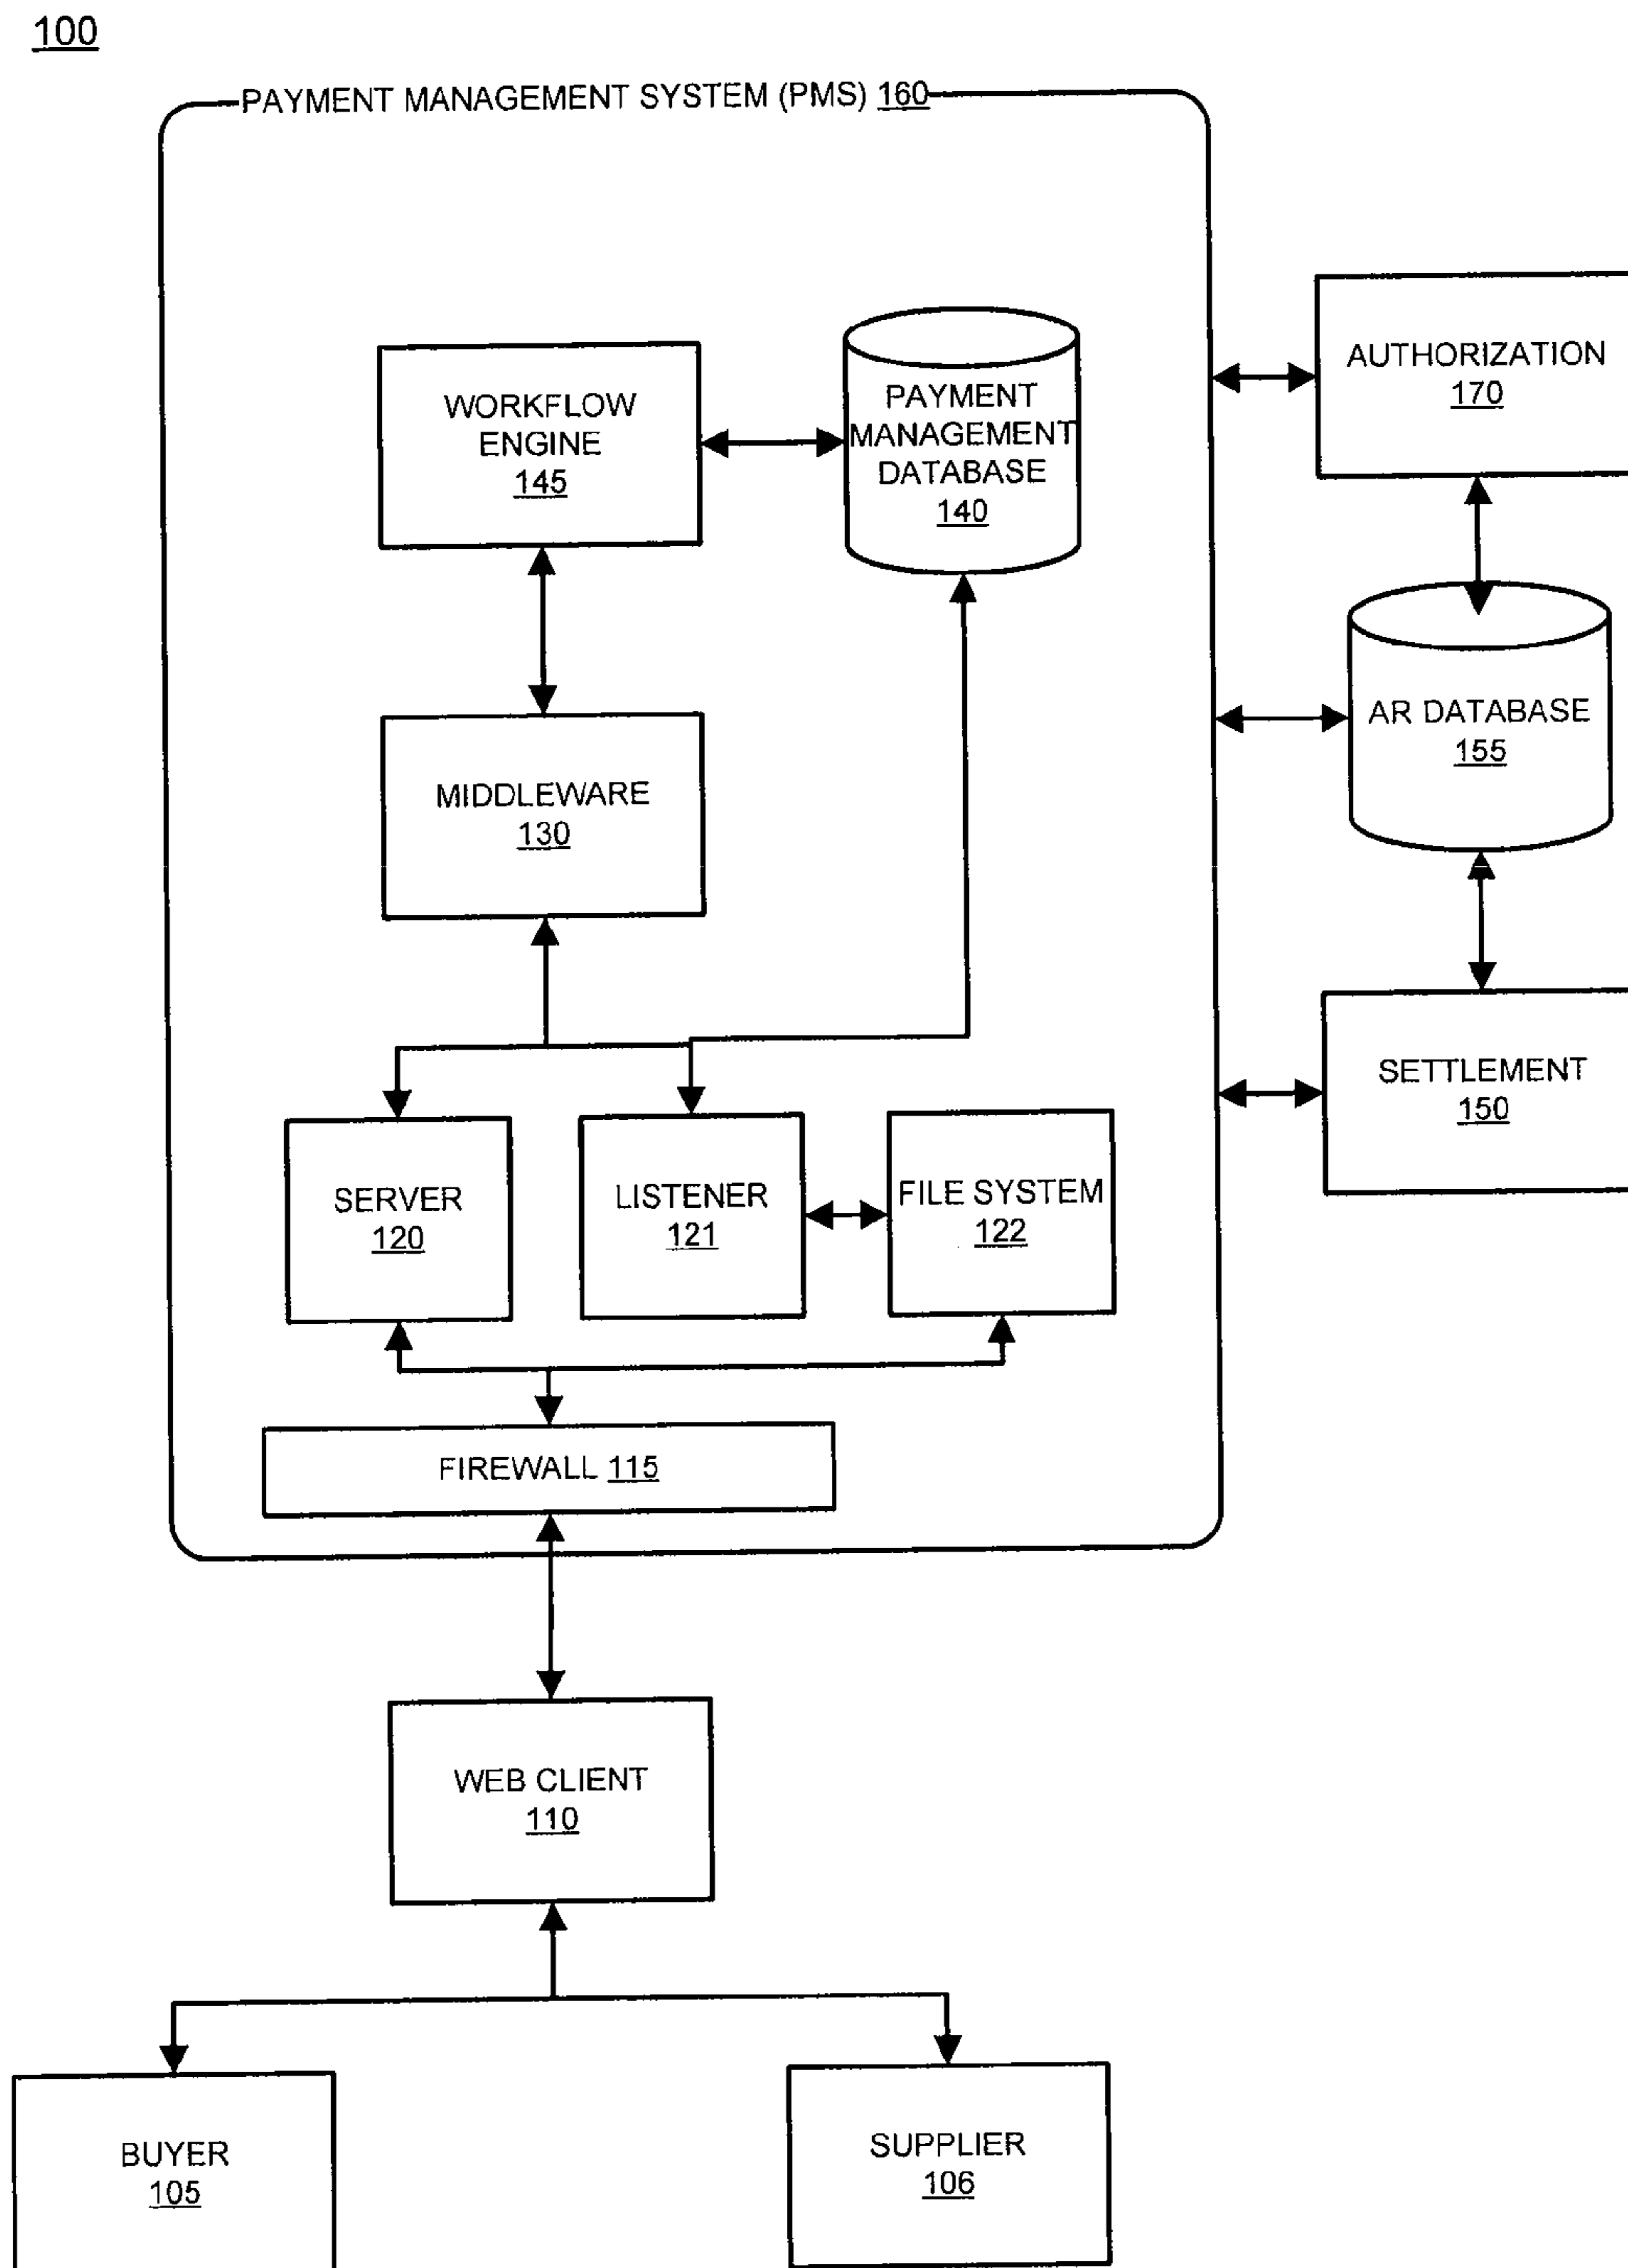 100
PAYMENT MANAGEMENT SYSTEM (PMS) 160
WORKFLOW
ENGINE
145
PAYMENT
MANAGEMENT
DATABASE
140
AUTHORIZATION
170
MIDDLEWARE
130
AR DATABASE
155
SERVER
120
LISTENER
121
FILE SYSTEM
122
SETTLEMENT
150
FIREWALL 115
WEB CLIENT
110
BUYER
105
SUPPLIER
106